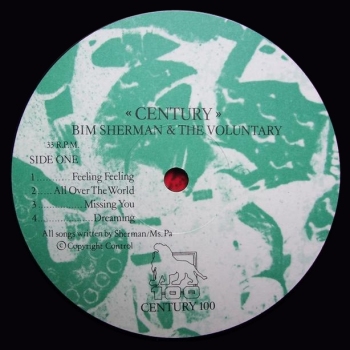 « CENTURY »
BIM SHERMAN & THE VOLUNTARY
33 R.P.M.
SIDE ONE
1 .......... Feeling Feeling
2 ..... All Over The World
3 ............... Missing You
4 ................. Dreaming
All songs written by Sherman/Ms. Pa
© Copyright Control
100
CENTURY 100